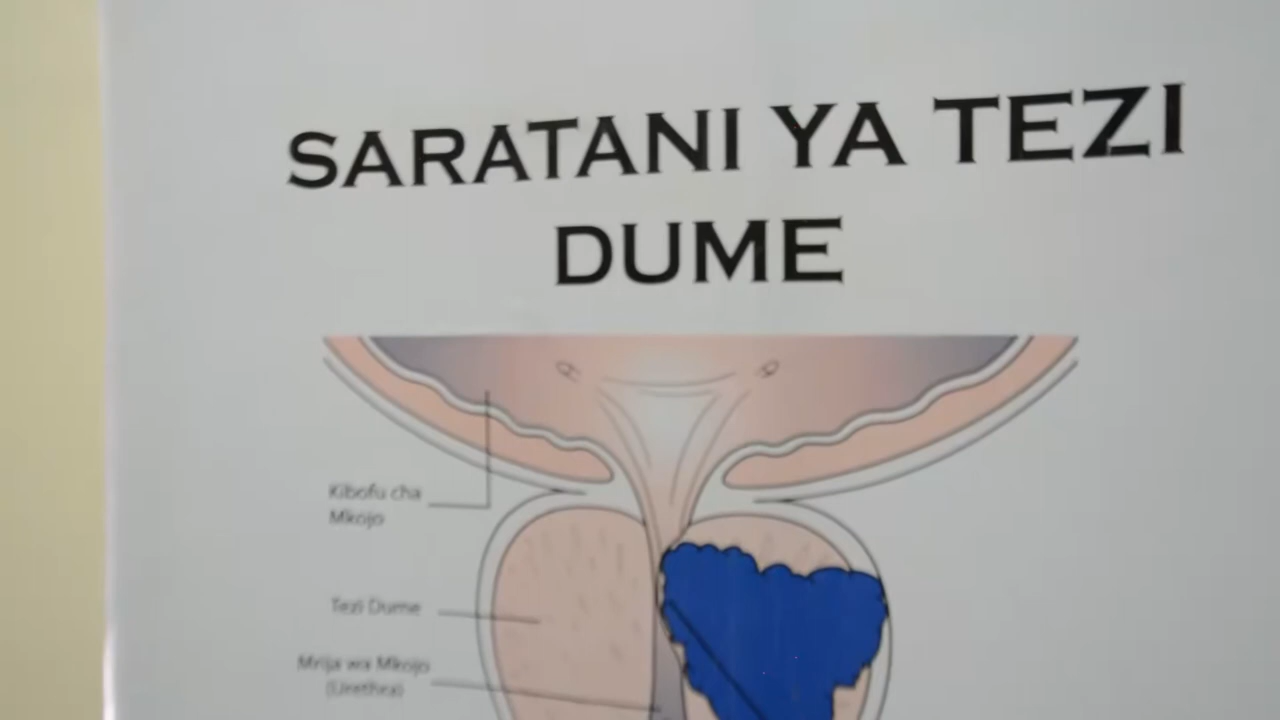 SARATANI YA TEZI
DUME
Kibofu cha
Mkojo
Tezi Dume
Mrija wa Mkojo
(Urethra)